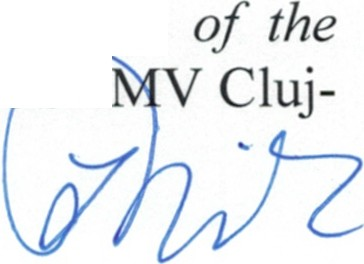 of the
MV Cluj-